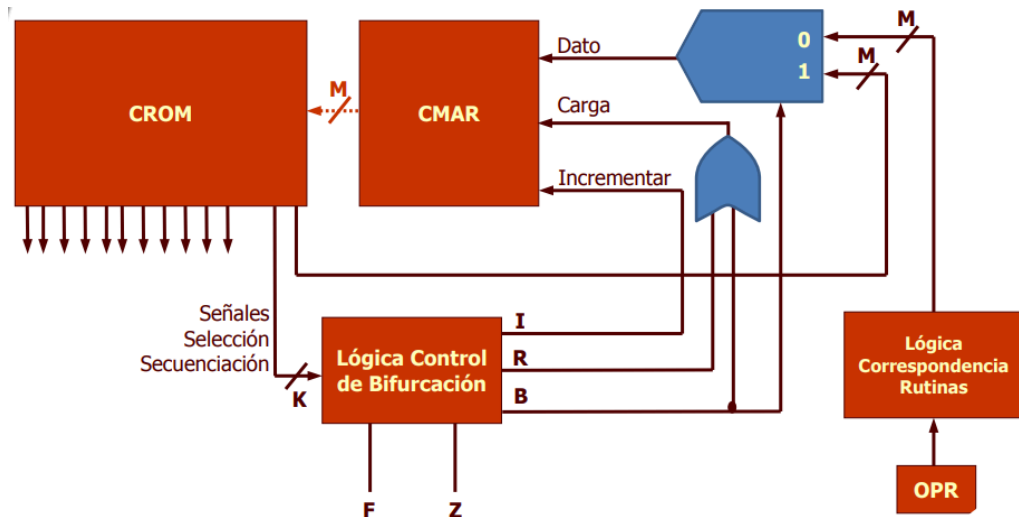 M
0
M
1
Dato
CROM
M
CMAR
Carga
Incrementar
Señales
Selección
Secuenciación
K
Lógica Control
de Bifurcación
I
R
B
F
Z
Lógica
Correspondencia
Rutinas
OPR